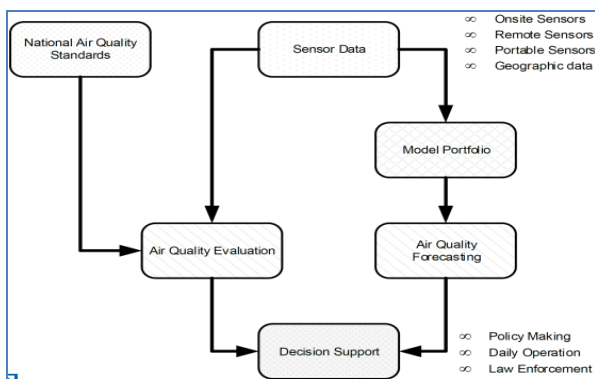 National Air Quality
Standards
Sensor Data
∞ Onsite Sensors
∞ Remote Sensors
∞ Portable Sensors
∞ Geographic data
Model Portfolio
Air Quality Evaluation
Air Quality
Forecasting
Decision Support
∞ Policy Making
∞ Daily Operation
∞ Law Enforcement